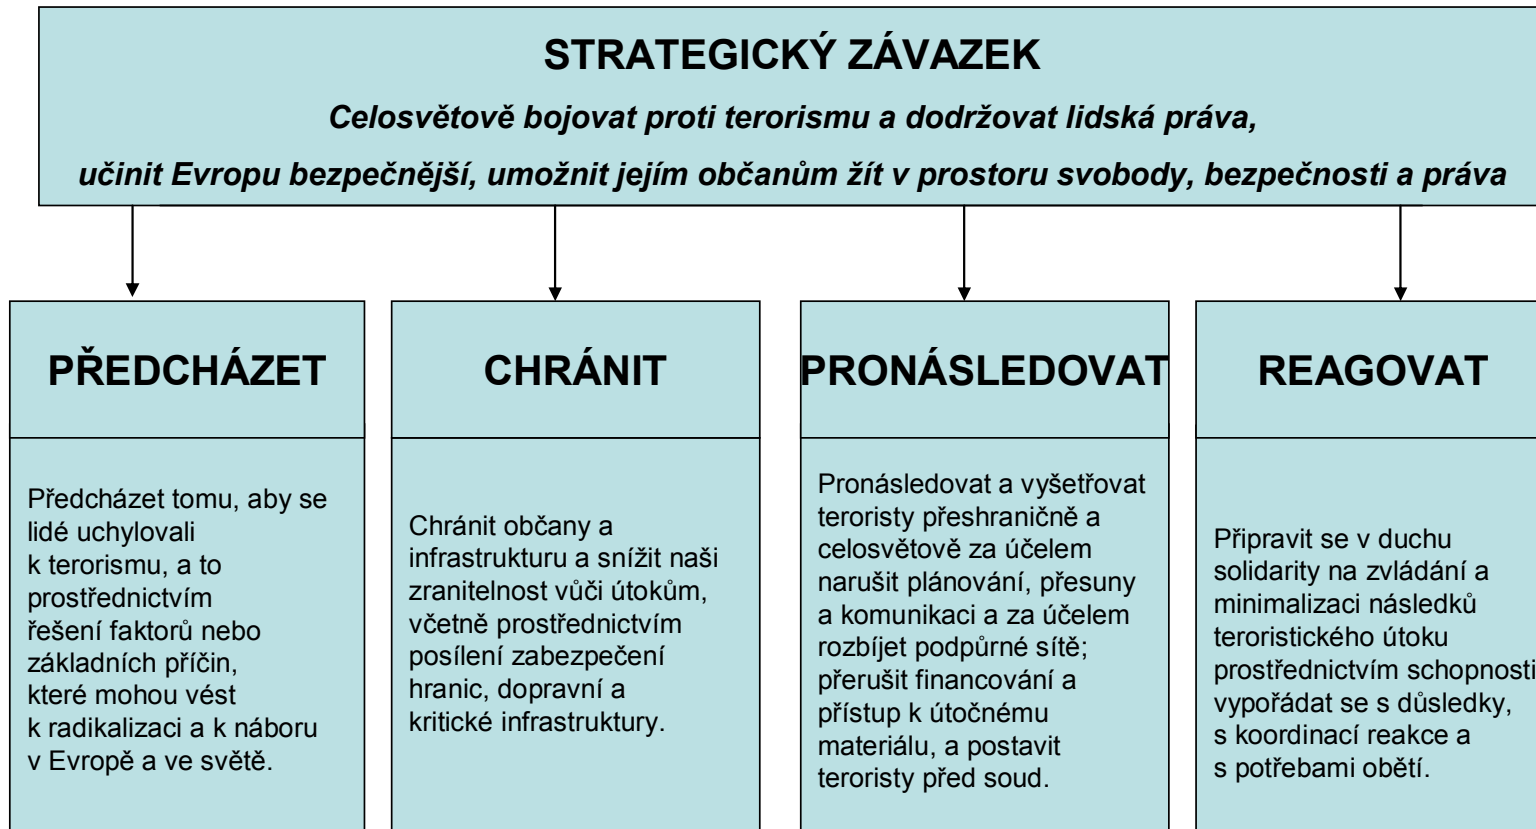 STRATEGICKÝ ZÁVAZEK
Celosvětově bojovat proti terorismu a dodržovat lidská práva,
učinit Evropu bezpečnější, umožnit jejím občanům žít v prostoru svobody, bezpečnosti a práva
PŘEDCHÁZET
Předcházet tomu, aby se
lidé uchylovali
k terorismu, a to
prostřednictvím
řešení faktorů nebo
základních příčin,
které mohou vést
k radikalizaci a k náboru
v Evropě a ve světě.
CHRÁNIT
Chránit občany a
infrastrukturu a snížit naši
zranitelnost vůči útokům,
včetně prostřednictvím
posílení zabezpečení
hranic, dopravní a
kritické infrastruktury.
PRONÁSLEDOVAT
Pronásledovat a vyšetřovat
teroristy přeshraničně a
celosvětově za účelem
narušit plánování, přesuny
a komunikaci a za účelem
rozbíjet podpůrné sítě;
přerušit financování a
přístup k útočnému
materiálu, a postavit
teroristy před soud.
REAGOVAT
Připravit se v duchu
solidarity na zvládání a
minimalizaci následků
teroristického útoku
prostřednictvím schopnosti
vypořádat se s důsledky,
s koordinací reakce a
s potřebami obětí.